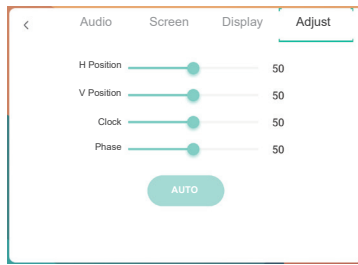 Audio Screen Display Adjust
H Position 50
V Position 50
Clock 50
Phase 50
AUTO